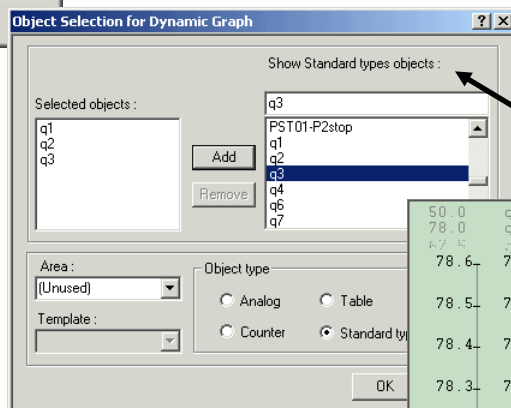 Object Selection for Dynamic Graph
Show Standard types objects :
Selected objects :
q3
q1
q2
q3
Add
Remove
PST01-P2stop
q1
q2
q3
q4
q6
q7
Area :
(Unused)
Template :
Object type
Analog
Table
Counter
Standard ty
OK
50.0
78.0
78.6
78.5
78.4
78.3